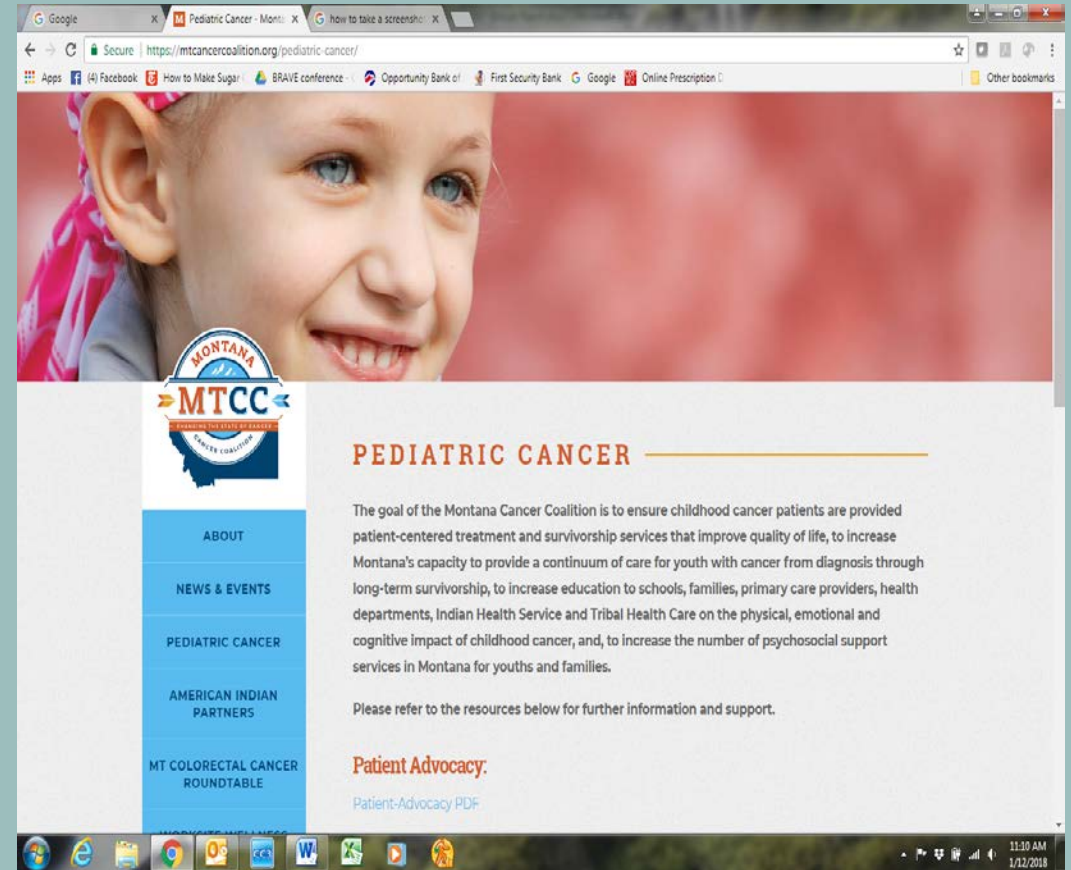 Google
Pediatric Cancer - Monta
how to take a screenshot
Secure | https://mtcancercoalition.org/pediatric-cancer/
Apps (4) Facebook How to Make Sugar BRAVE conference - Opportunity Bank of First Security Bank Google Online Prescription D Other bookmarks
MONTANA
MTCC
CHANGING THE STATE OF CANCER
CANCER COALITION
ABOUT
NEWS & EVENTS
PEDIATRIC CANCER
AMERICAN INDIAN
PARTNERS
MT COLORECTAL CANCER
ROUNDTABLE
WORKSITE WELLNESS
PEDIATRIC CANCER
The goal of the Montana Cancer Coalition is to ensure childhood cancer patients are provided
patient-centered treatment and survivorship services that improve quality of life, to increase
Montana's capacity to provide a continuum of care for youth with cancer from diagnosis through
long-term survivorship, to increase education to schools, families, primary care providers, health
departments, Indian Health Service and Tribal Health Care on the physical, emotional and
cognitive impact of childhood cancer, and, to increase the number of psychosocial support
services in Montana for youths and families.
Please refer to the resources below for further information and support.
Patient Advocacy:
Patient-Advocacy PDF
11:10 AM
1/12/2018